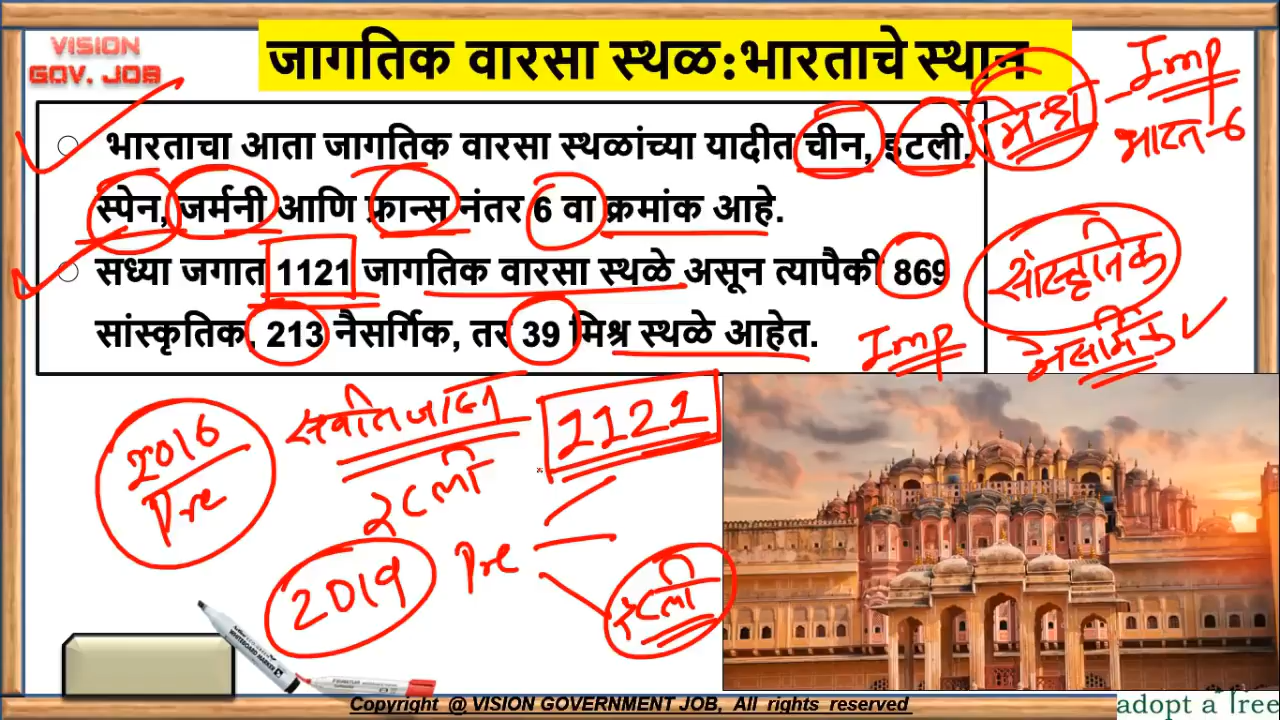 VISION
GOV. JOB
जागतिक वारसा स्थळ:भारताचे स्थान
भारताचा आता जागतिक वारसा स्थळांच्या यादीत चीन, इटली,
स्पेन, जर्मनी आणि फ्रान्स नंतर 6 वा क्रमांक आहे.
सध्या जगात 1121 जागतिक वारसा स्थळे असून त्यापैकी 869
सांस्कृतिक, 213 नैसर्गिक, तर 39 मिश्र स्थळे आहेत.
मिश्र
Imp
भारत-6
सांस्कृतिक
नैसर्गिक
Imp
2016
Pre
सर्वात जास्त
1121
इटली
2019 Pre
इटली
Copyright @ VISION GOVERNMENT JOB, All rights reserved
adopt a Tree